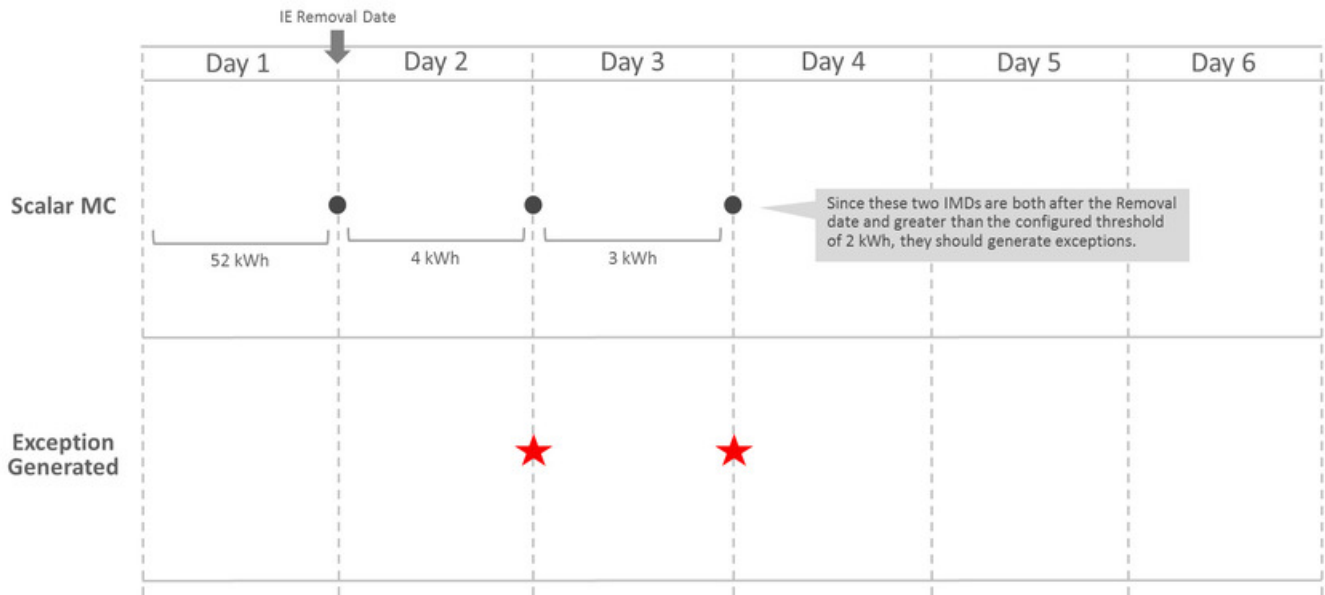 IE Removal Date
Day 1
Day 2
Day 3
Day 4
Day 5
Day 6
Scalar MC
Since these two IMDs are both after the Removal
date and greater than the configured threshold
of 2 kWh, they should generate exceptions.
52 kWh
4 kWh
3 kWh
Exception
Generated